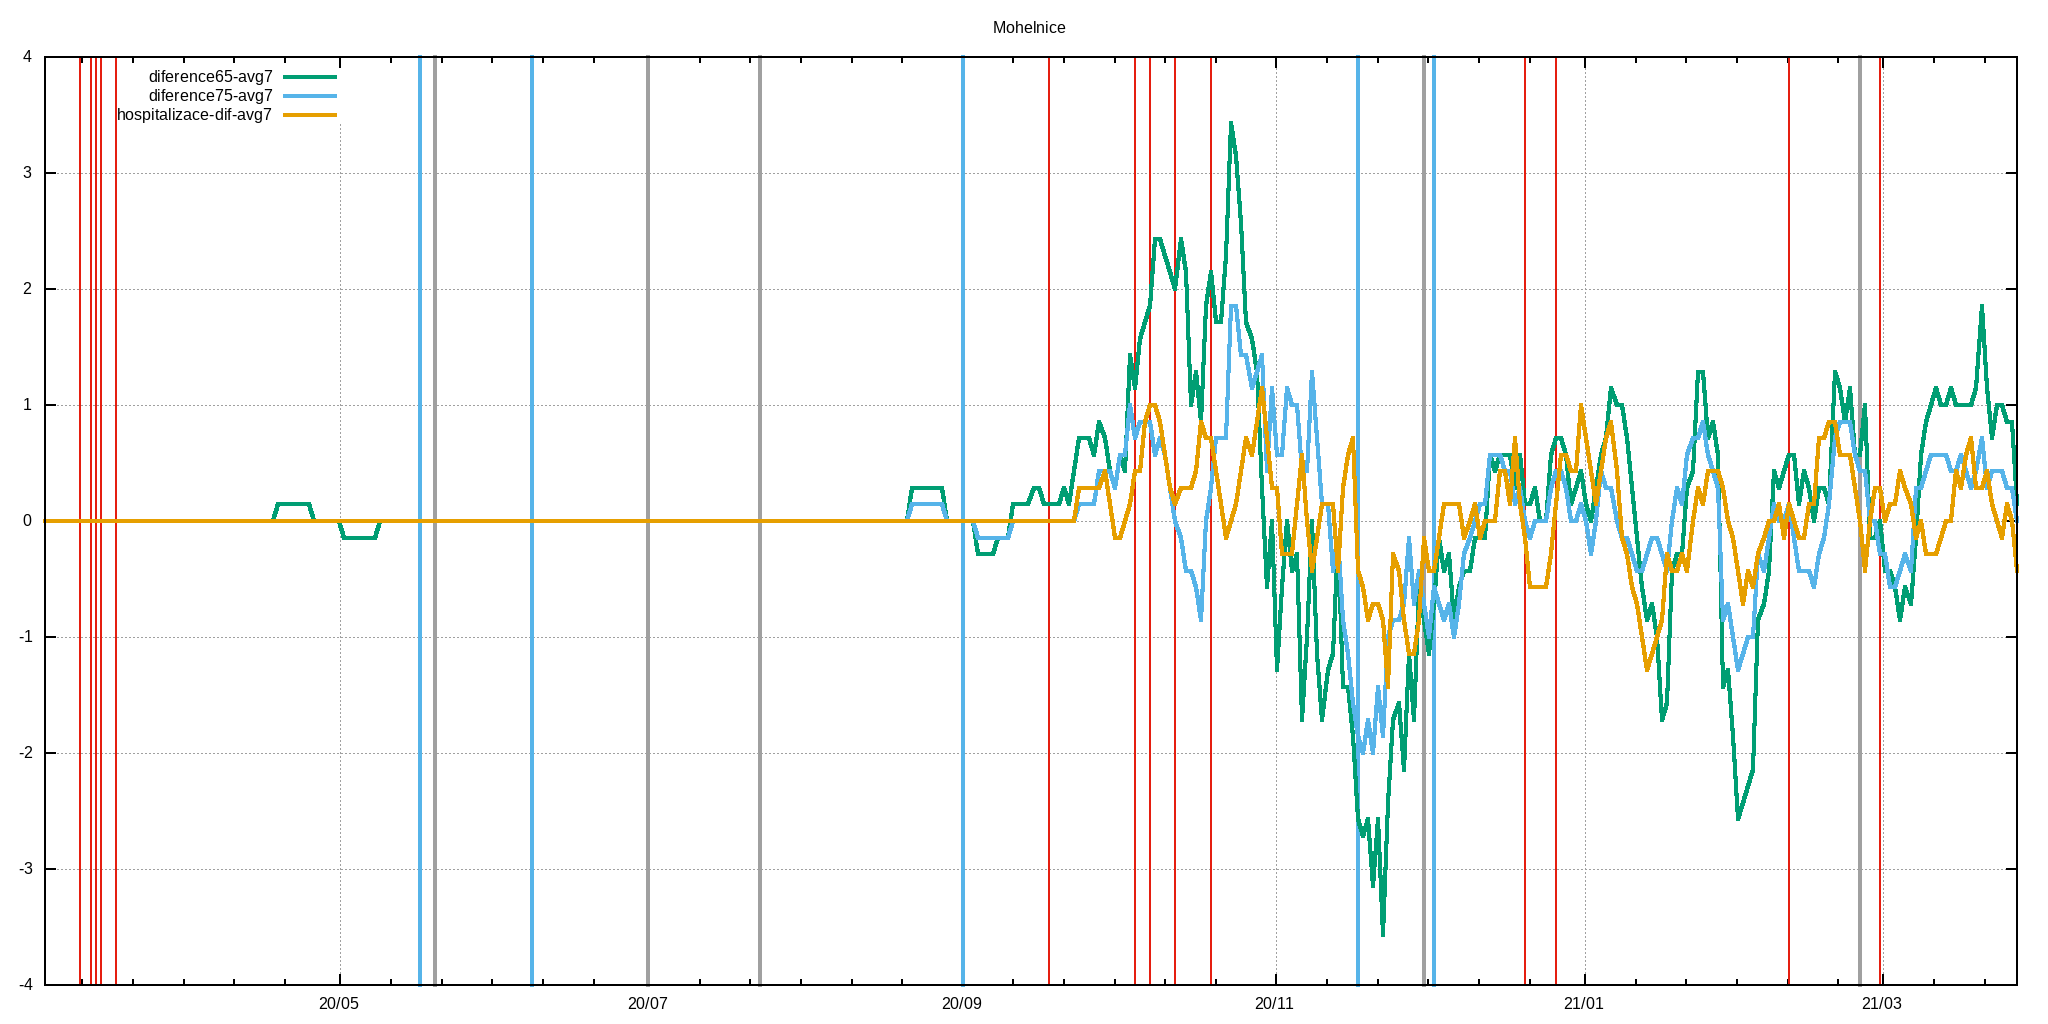 Mohelnice
4
diference65-avg7
diference75-avg7
hospitalizace-dif-avg7
3
2
1
0
-1
-2
-3
-4
20/05 20/07 20/09 20/11 21/01 21/03